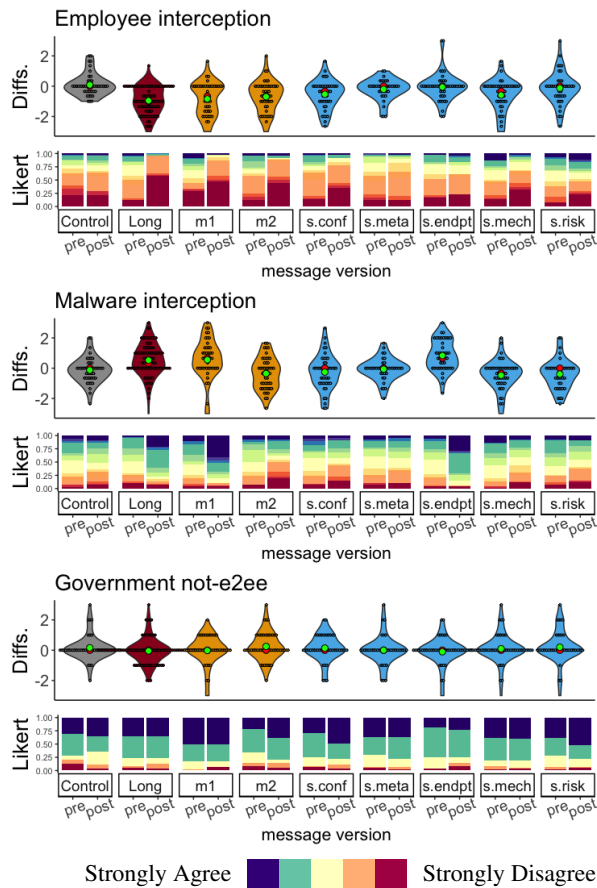 Employee interception
Diffs.
2
0
-2
Likert
1.00
0.75
0.50
0.25
0.00
Control Long m1 m2 s.conf s.meta s.endpt s.mech s.risk
pre post pre post pre post pre post pre post pre post pre post pre post pre post
message version
Malware interception
Diffs.
2
0
-2
Likert
1.00
0.75
0.50
0.25
0.00
Control Long m1 m2 s.conf s.meta s.endpt s.mech s.risk
pre post pre post pre post pre post pre post pre post pre post pre post pre post
message version
Government not-e2ee
Diffs.
2
0
-2
Likert
1.00
0.75
0.50
0.25
0.00
Control Long m1 m2 s.conf s.meta s.endpt s.mech s.risk
pre post pre post pre post pre post pre post pre post pre post pre post pre post
message version
Strongly Agree Strongly Disagree